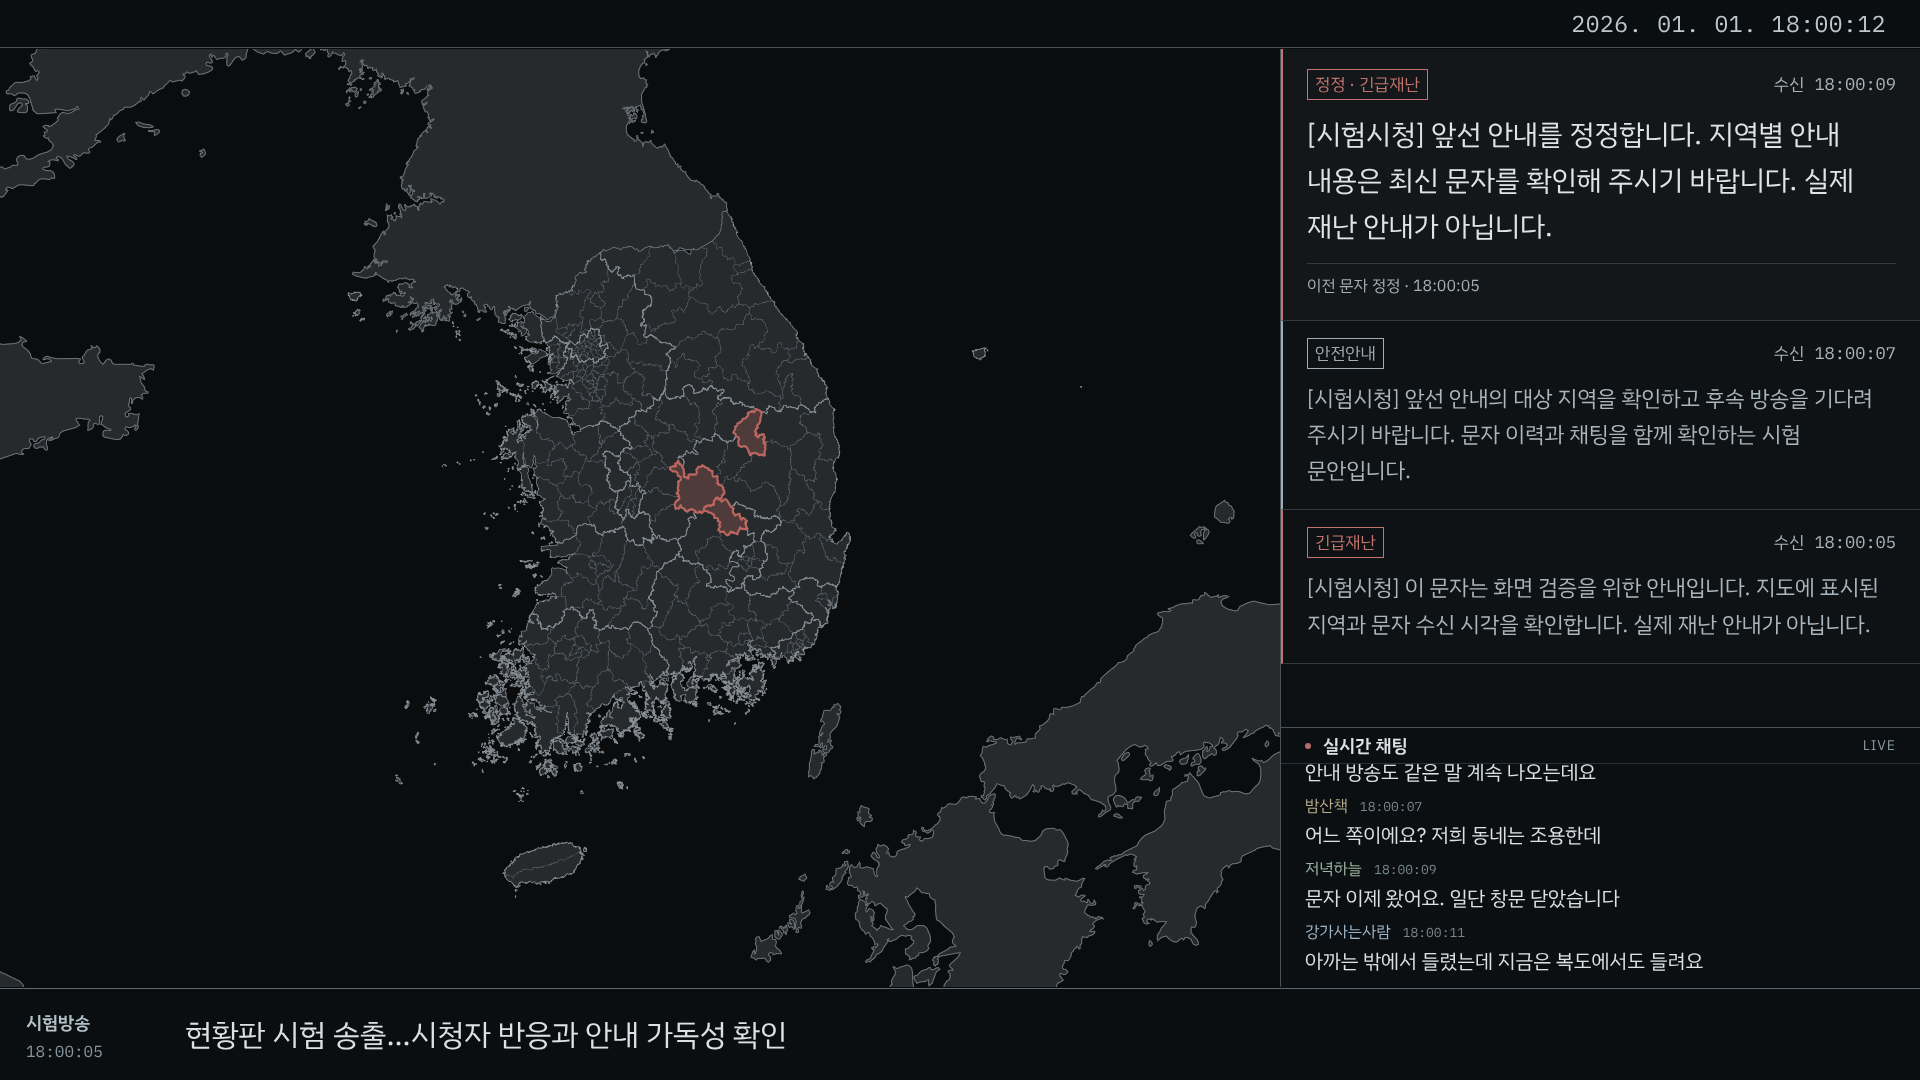 2026. 01. 01. 18:00:12
정정 · 긴급재난
수신 18:00:09
[시험시청] 앞선 안내를 정정합니다. 지역별 안내
내용은 최신 문자를 확인해 주시기 바랍니다. 실제
재난 안내가 아닙니다.
이전 문자 정정 · 18:00:05
안전안내
수신 18:00:07
[시험시청] 앞선 안내의 대상 지역을 확인하고 후속 방송을 기다려
주시기 바랍니다. 문자 이력과 채팅을 함께 확인하는 시험
문안입니다.
긴급재난
수신 18:00:05
[시험시청] 이 문자는 화면 검증을 위한 안내입니다. 지도에 표시된
지역과 문자 수신 시각을 확인합니다. 실제 재난 안내가 아닙니다.
실시간 채팅
LIVE
안내 방송도 같은 말 계속 나오는데요
밤산책 18:00:07
어느 쪽이에요? 저희 동네는 조용한데
저녁하늘 18:00:09
문자 이제 왔어요. 일단 창문 닫았습니다
강가사는사람 18:00:11
아까는 밖에서 들렸는데 지금은 복도에서도 들려요
시험방송
18:00:05
현황판 시험 송출...시청자 반응과 안내 가독성 확인